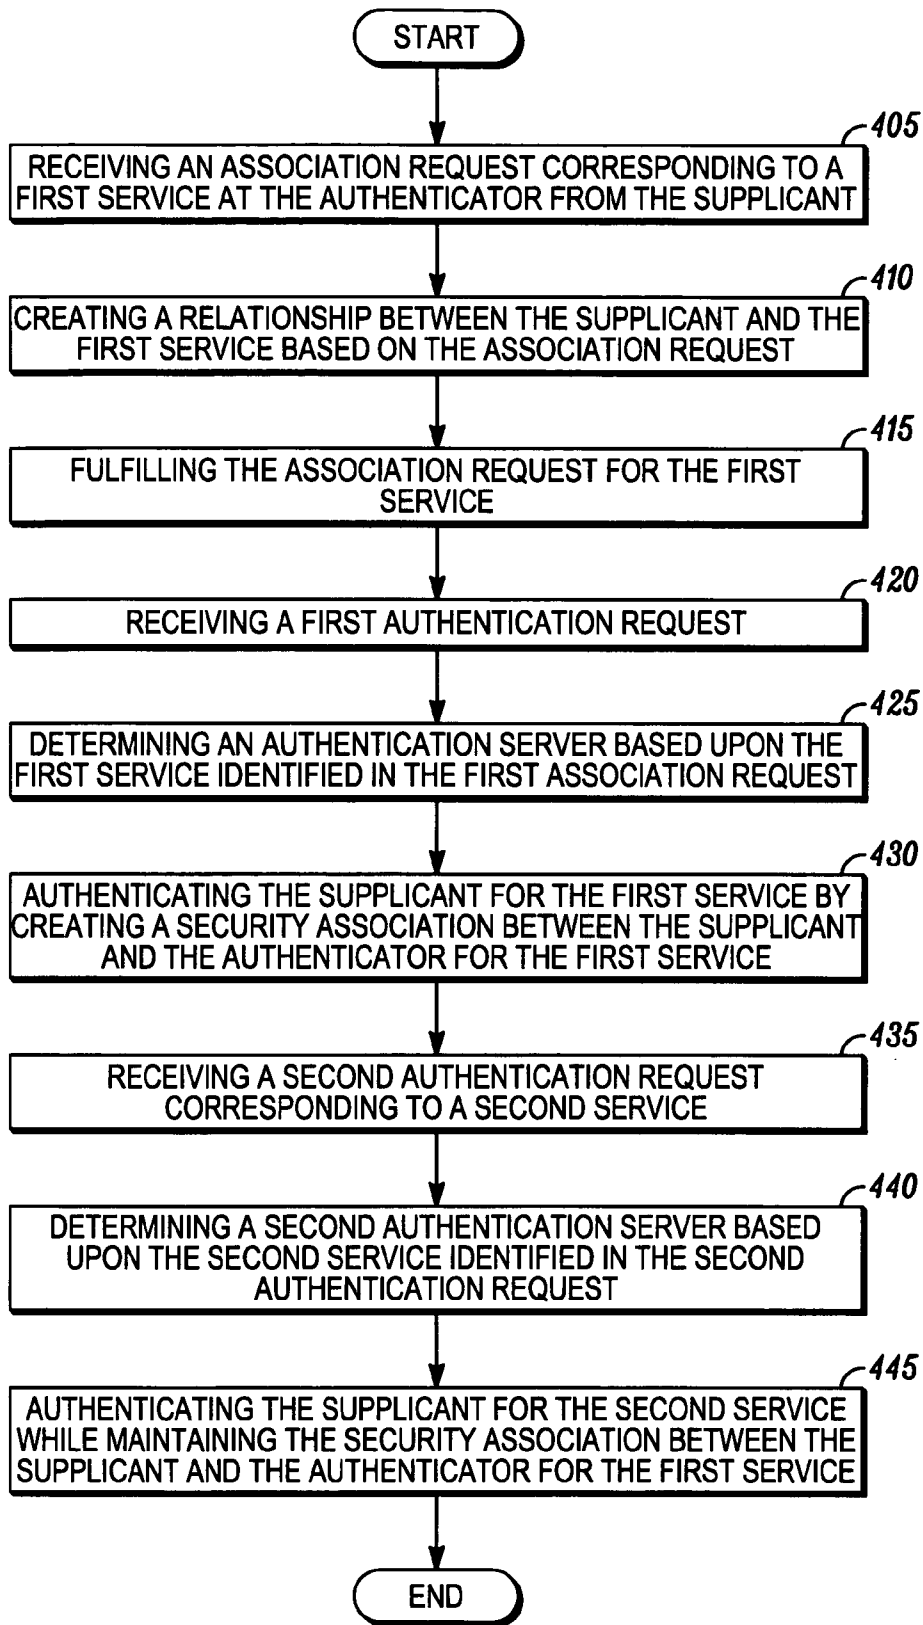 START
405
RECEIVING AN ASSOCIATION REQUEST CORRESPONDING TO A
FIRST SERVICE AT THE AUTHENTICATOR FROM THE SUPPLICANT
410
CREATING A RELATIONSHIP BETWEEN THE SUPPLICANT AND THE
FIRST SERVICE BASED ON THE ASSOCIATION REQUEST
415
FULFILLING THE ASSOCIATION REQUEST FOR THE FIRST
SERVICE
420
RECEIVING A FIRST AUTHENTICATION REQUEST
425
DETERMINING AN AUTHENTICATION SERVER BASED UPON THE
FIRST SERVICE IDENTIFIED IN THE FIRST ASSOCIATION REQUEST
430
AUTHENTICATING THE SUPPLICANT FOR THE FIRST SERVICE BY
CREATING A SECURITY ASSOCIATION BETWEEN THE SUPPLICANT
AND THE AUTHENTICATOR FOR THE FIRST SERVICE
435
RECEIVING A SECOND AUTHENTICATION REQUEST
CORRESPONDING TO A SECOND SERVICE
440
DETERMINING A SECOND AUTHENTICATION SERVER BASED
UPON THE SECOND SERVICE IDENTIFIED IN THE SECOND
AUTHENTICATION REQUEST
445
AUTHENTICATING THE SUPPLICANT FOR THE SECOND SERVICE
WHILE MAINTAINING THE SECURITY ASSOCIATION BETWEEN THE
SUPPLICANT AND THE AUTHENTICATOR FOR THE FIRST SERVICE
END